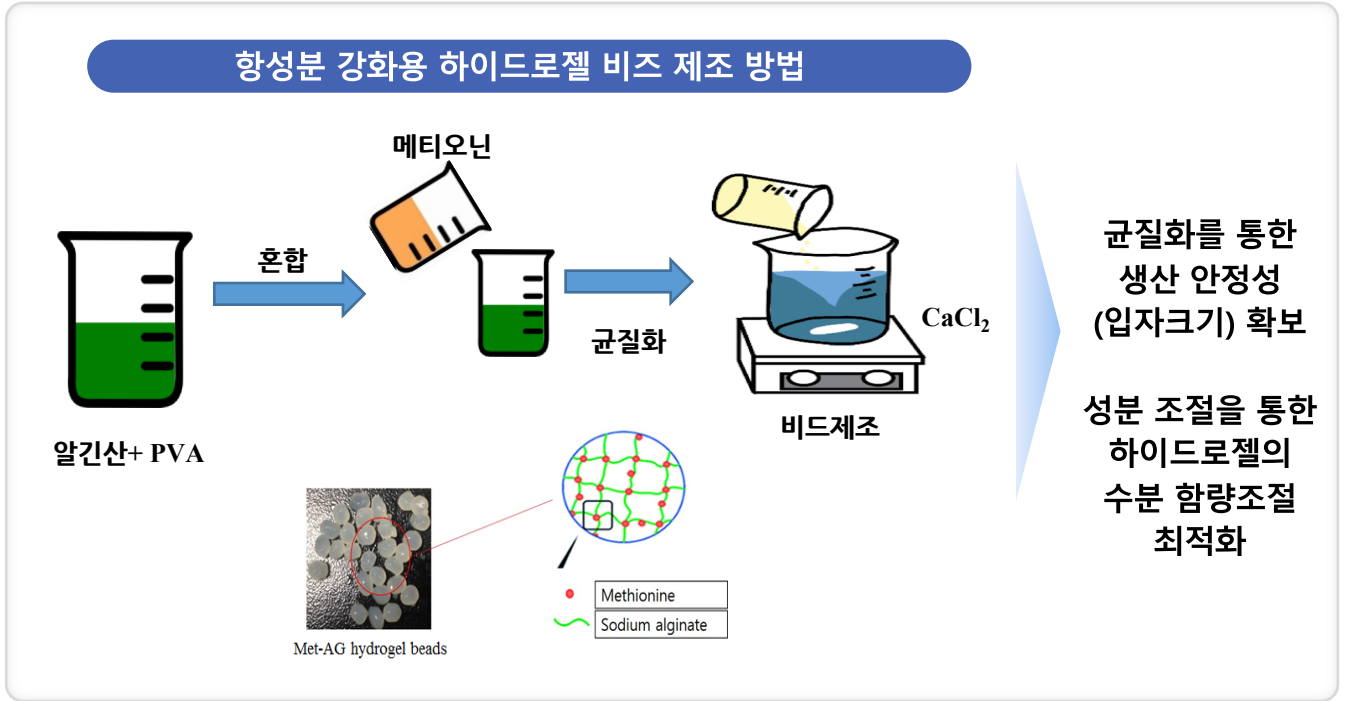 항성분 강화용 하이드로젤 비즈 제조 방법
메티오닌
혼합
균질화
CaCl₂
알긴산+ PVA
비드제조
Methionine
Sodium alginate
Met-AG hydrogel beads
균질화를 통한
생산 안정성
(입자크기) 확보
성분 조절을 통한
하이드로젤의
수분 함량조절
최적화